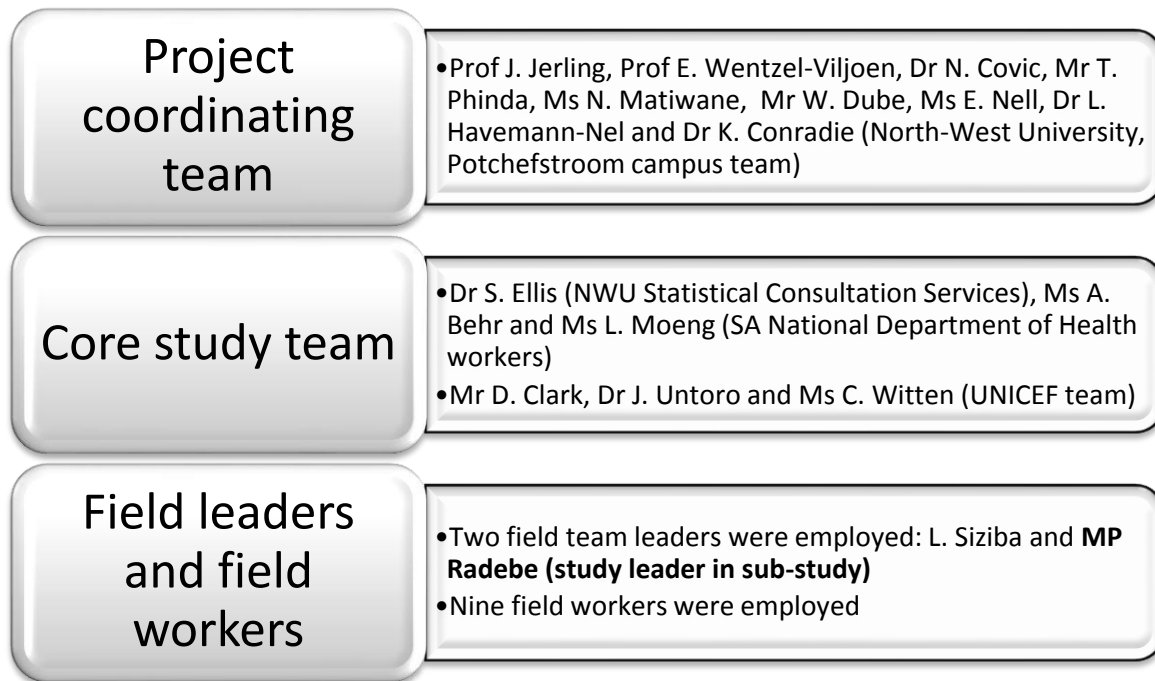 Project
coordinating
team
•Prof J. Jerling, Prof E. Wentzel-Viljoen, Dr N. Covic, Mr T.
Phinda, Ms N. Matiwane, Mr W. Dube, Ms E. Nell, Dr L.
Havemann-Nel and Dr K. Conradie (North-West University,
Potchefstroom campus team)
Core study team
•Dr S. Ellis (NWU Statistical Consultation Services), Ms A.
Behr and Ms L. Moeng (SA National Department of Health
workers)
•Mr D. Clark, Dr J. Untoro and Ms C. Witten (UNICEF team)
Field leaders
and field
workers
•Two field team leaders were employed: L. Siziba and MP
Radebe (study leader in sub-study)
•Nine field workers were employed